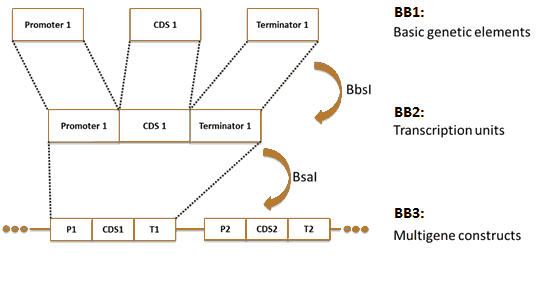 Promoter 1 CDS 1 Terminator 1
BB1:
Basic genetic elements
BbsI
Promoter 1 CDS 1 Terminator 1
BB2:
Transcription units
BsaI
P1 CDS1 T1 P2 CDS2 T2
BB3:
Multigene constructs